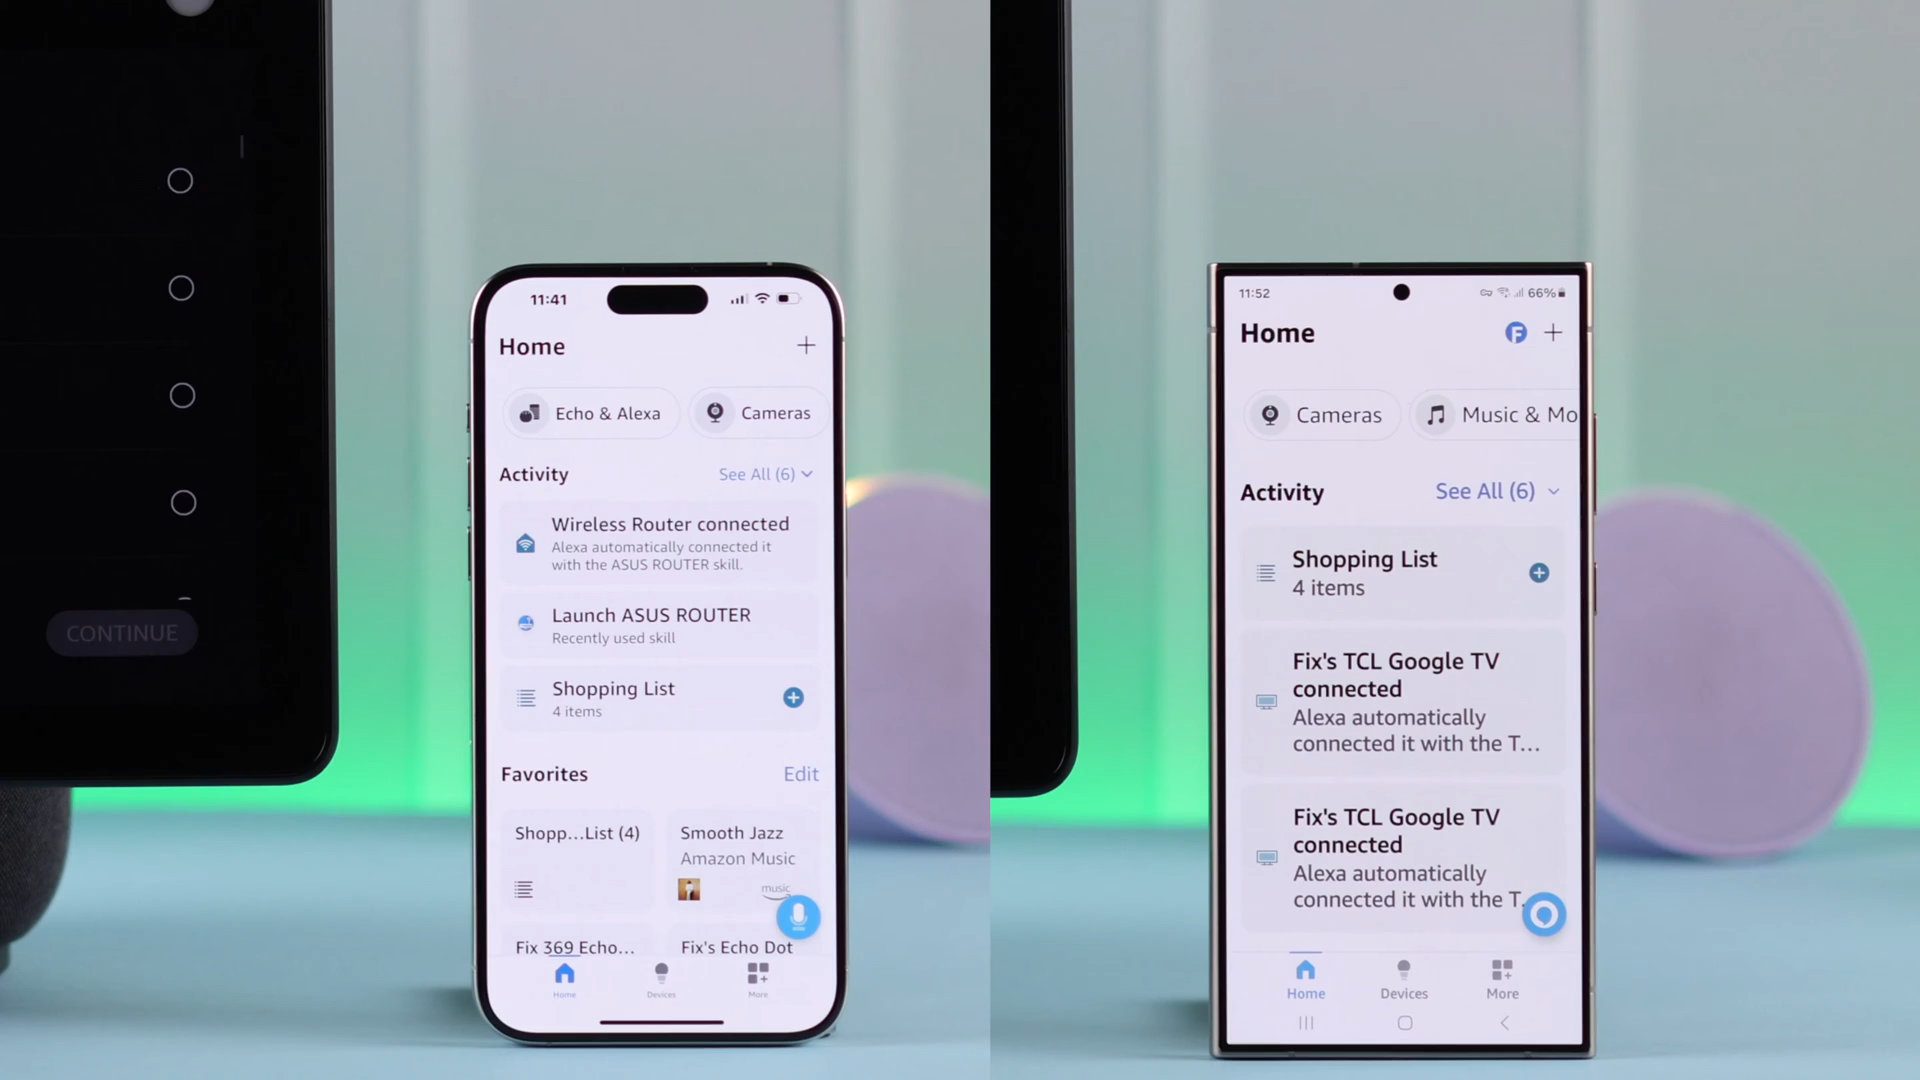 CONTINUE
11:41
Home
Echo & Alexa
Cameras
Activity
See All (6)
Wireless Router connected
Alexa automatically connected it
with the ASUS ROUTER skill.
Launch ASUS ROUTER
Recently used skill
Shopping List
4 items
Favorites
Edit
Shopp...List (4)
Smooth Jazz
Amazon Music
music
Fix 369 Echo...
Fix's Echo Dot
Home
Devices
More
11:52
66%
Home
F
Cameras
Music & Mo
Activity
See All (6)
Shopping List
4 items
Fix's TCL Google TV
connected
Alexa automatically
connected it with the T...
Fix's TCL Google TV
connected
Alexa automatically
connected it with the T.
Home
Devices
More